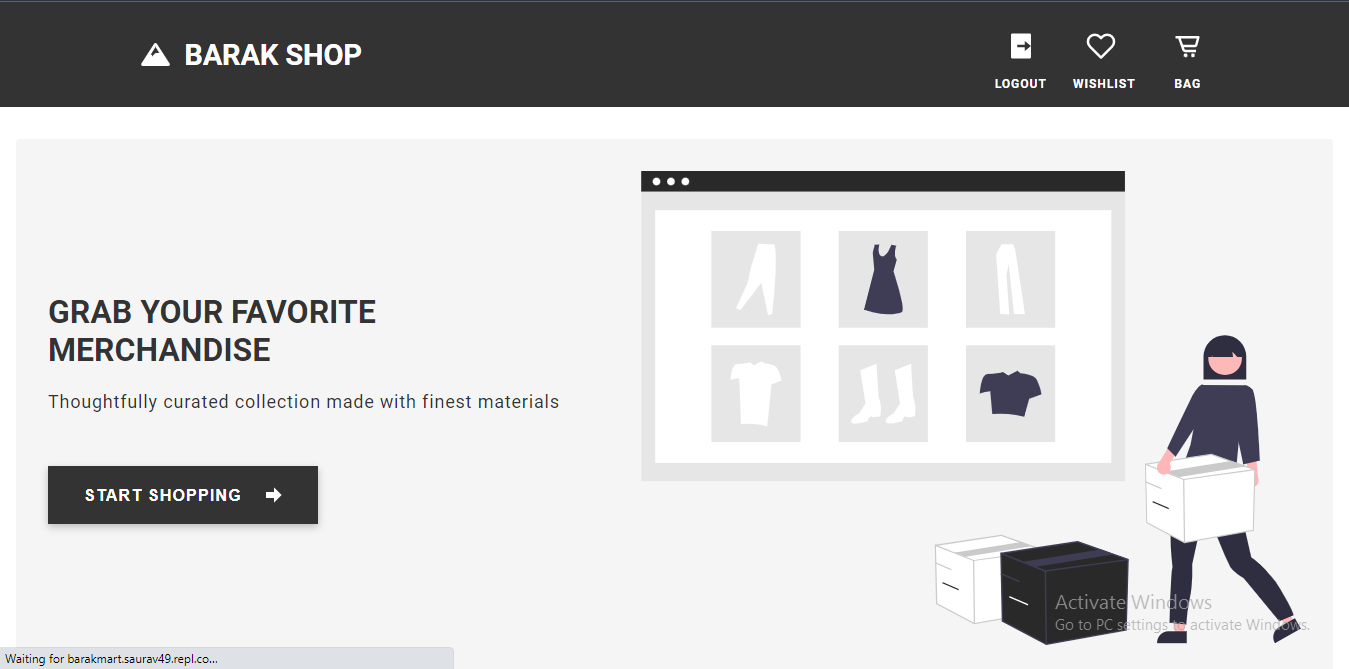 BARAK SHOP
LOGOUT
WISHLIST
BAG
GRAB YOUR FAVORITE
MERCHANDISE
Thoughtfully curated collection made with finest materials
START SHOPPING
Activate Windows
Go to PC settings to activate Windows.
Waiting for barakmart.saurav49.repl.co...